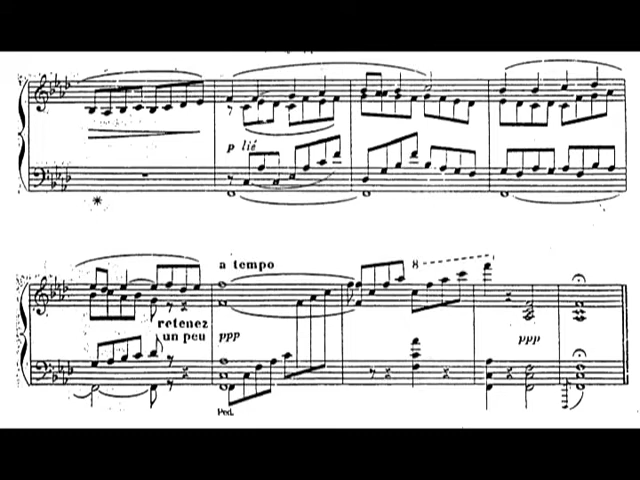 p lié
a tempo
8
retenez
un peu
ppp
ppp
Ped.